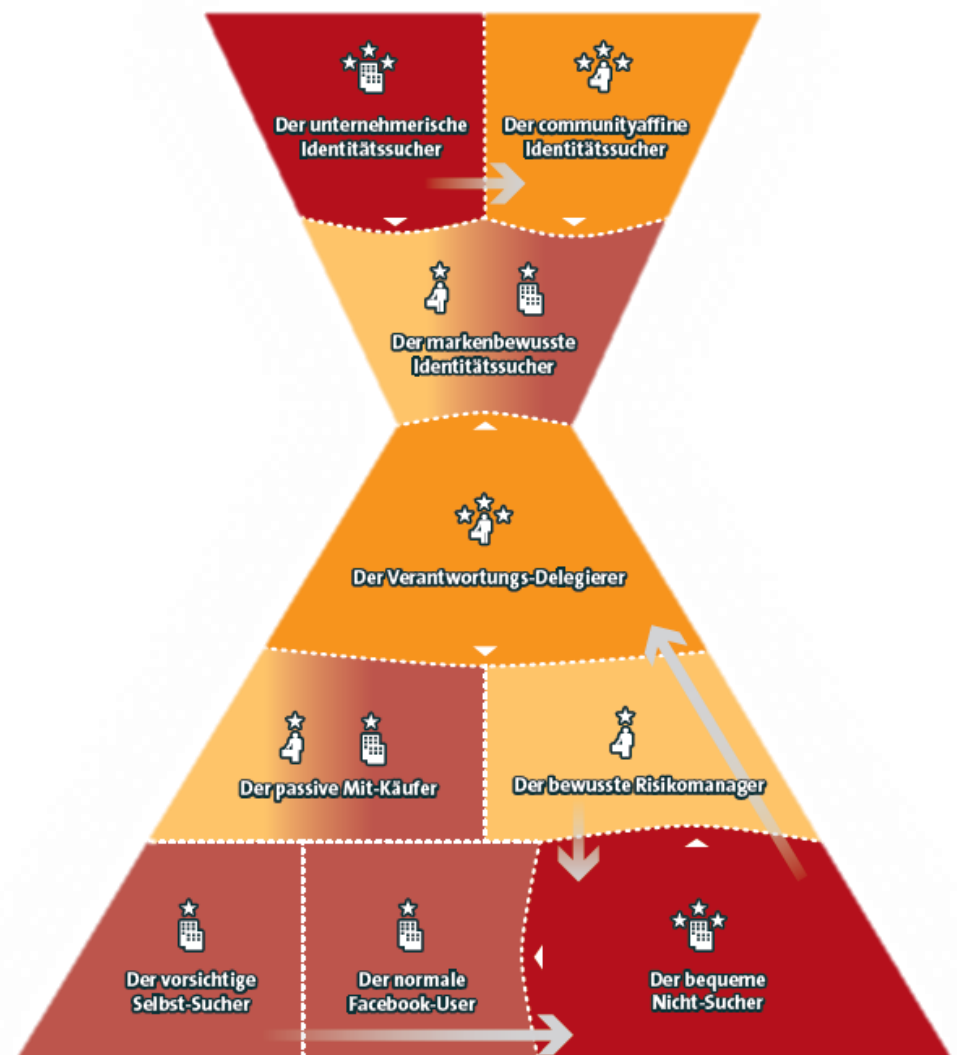 Der unternehmerische
Identitätssucher
Der communityaffine
Identitätssucher
Der markenbewusste
Identitätssucher
Der Verantwortungs-Delegierer
Der passive Mit-Käufer
Der bewusste Risikomanager
Der vorsichtige
Selbst-Sucher
Der normale
Facebook-User
Der bequeme
Nicht-Sucher